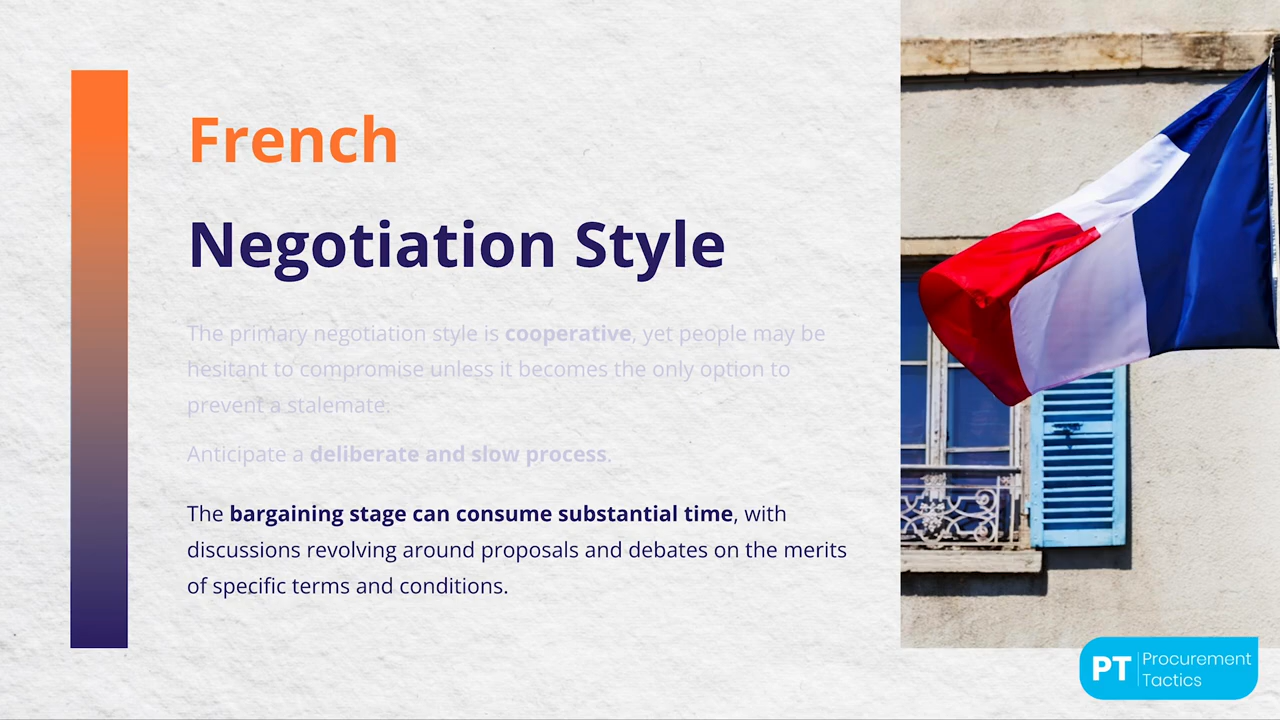 French
Negotiation Style
The primary negotiation style is cooperative, yet people may be
hesitant to compromise unless it becomes the only option to
prevent a stalemate.
Anticipate a deliberate and slow process.
The bargaining stage can consume substantial time, with
discussions revolving around proposals and debates on the merits
of specific terms and conditions.
PT
Procurement
Tactics